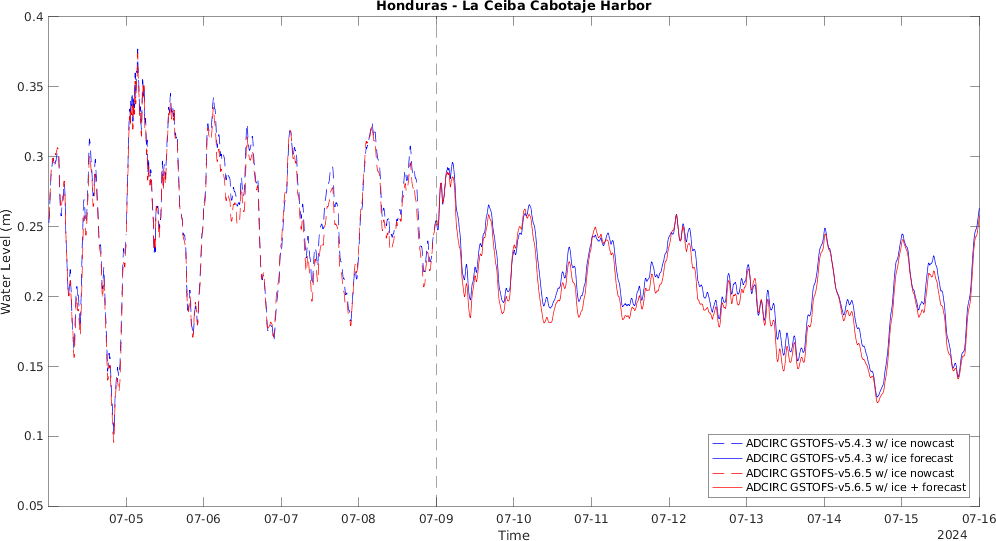 Honduras - La Ceiba Cabotaje Harbor
0.4
0.35
0.3
0.25
0.2
0.15
0.1
0.05
Water Level (m)
ADCIRC GSTOFS-v5.4.3 w/ ice nowcast
ADCIRC GSTOFS-v5.4.3 w/ ice forecast
ADCIRC GSTOFS-v5.6.5 w/ ice nowcast
ADCIRC GSTOFS-v5.6.5 w/ ice + forecast
07-05 07-06 07-07 07-08 07-09 07-10 07-11 07-12 07-13 07-14 07-15 07-16
Time
2024